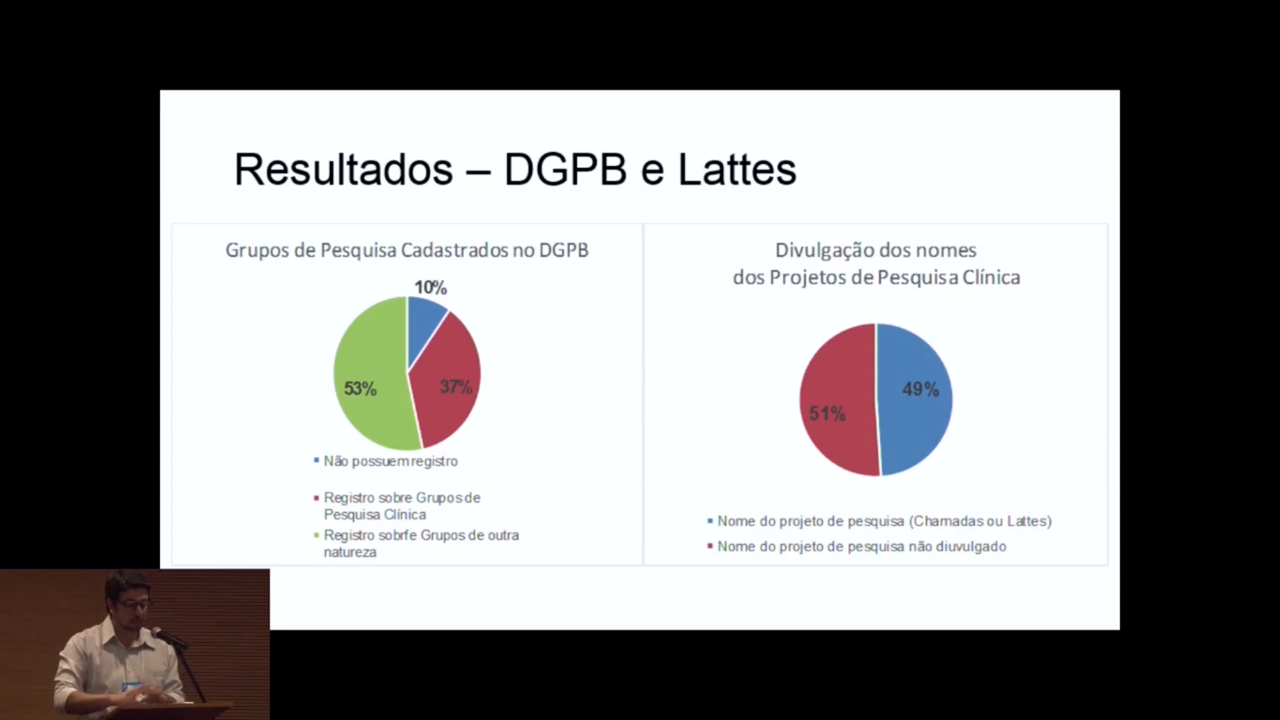 Resultados – DGPB e Lattes
Grupos de Pesquisa Cadastrados no DGPB
10%
53%
37%
Não possuem registro
Registro sobre Grupos de
Pesquisa Clínica
Registro sobrfe Grupos de outra
natureza
Divulgação dos nomes
dos Projetos de Pesquisa Clínica
49%
51%
Nome do projeto de pesquisa (Chamadas ou Lattes)
Nome do projeto de pesquisa não diuvulgado